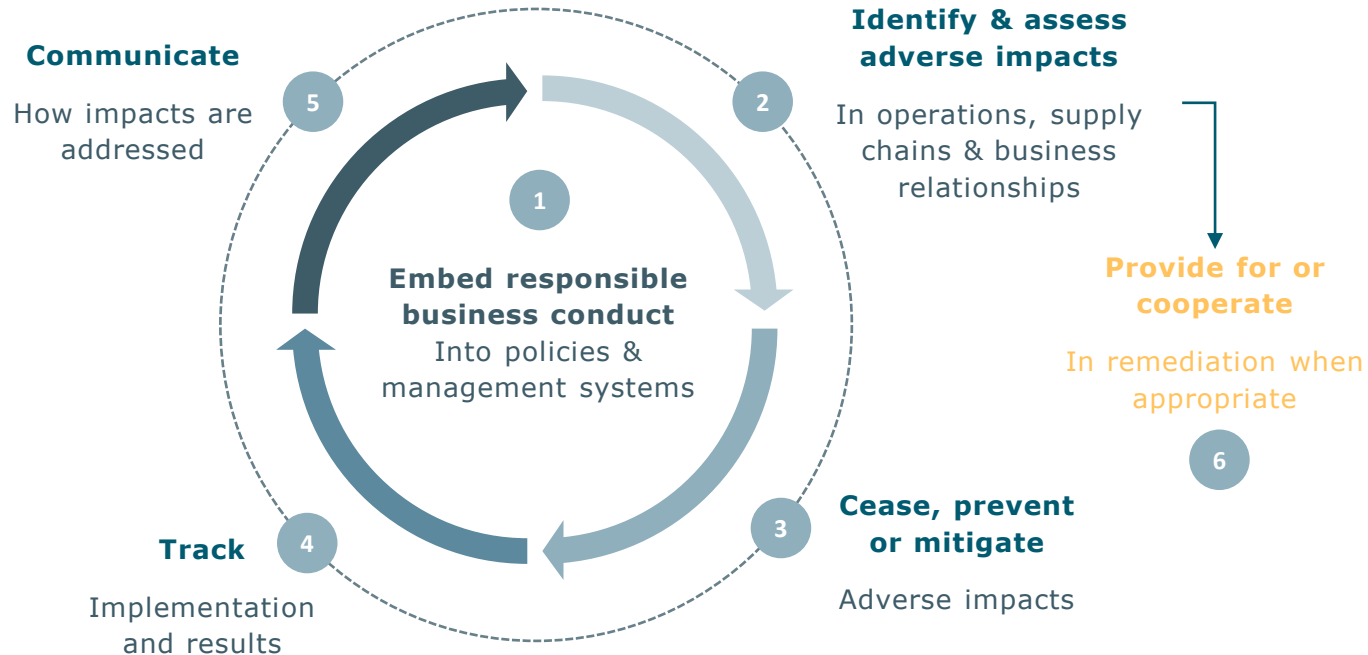 1
Embed responsible
business conduct
Into policies &
management systems
2
Identify & assess
adverse impacts
In operations, supply
chains & business
relationships
3
Cease, prevent
or mitigate
Adverse impacts
4
Track
Implementation
and results
5
Communicate
How impacts are
addressed
Provide for or
cooperate
In remediation when
appropriate
6